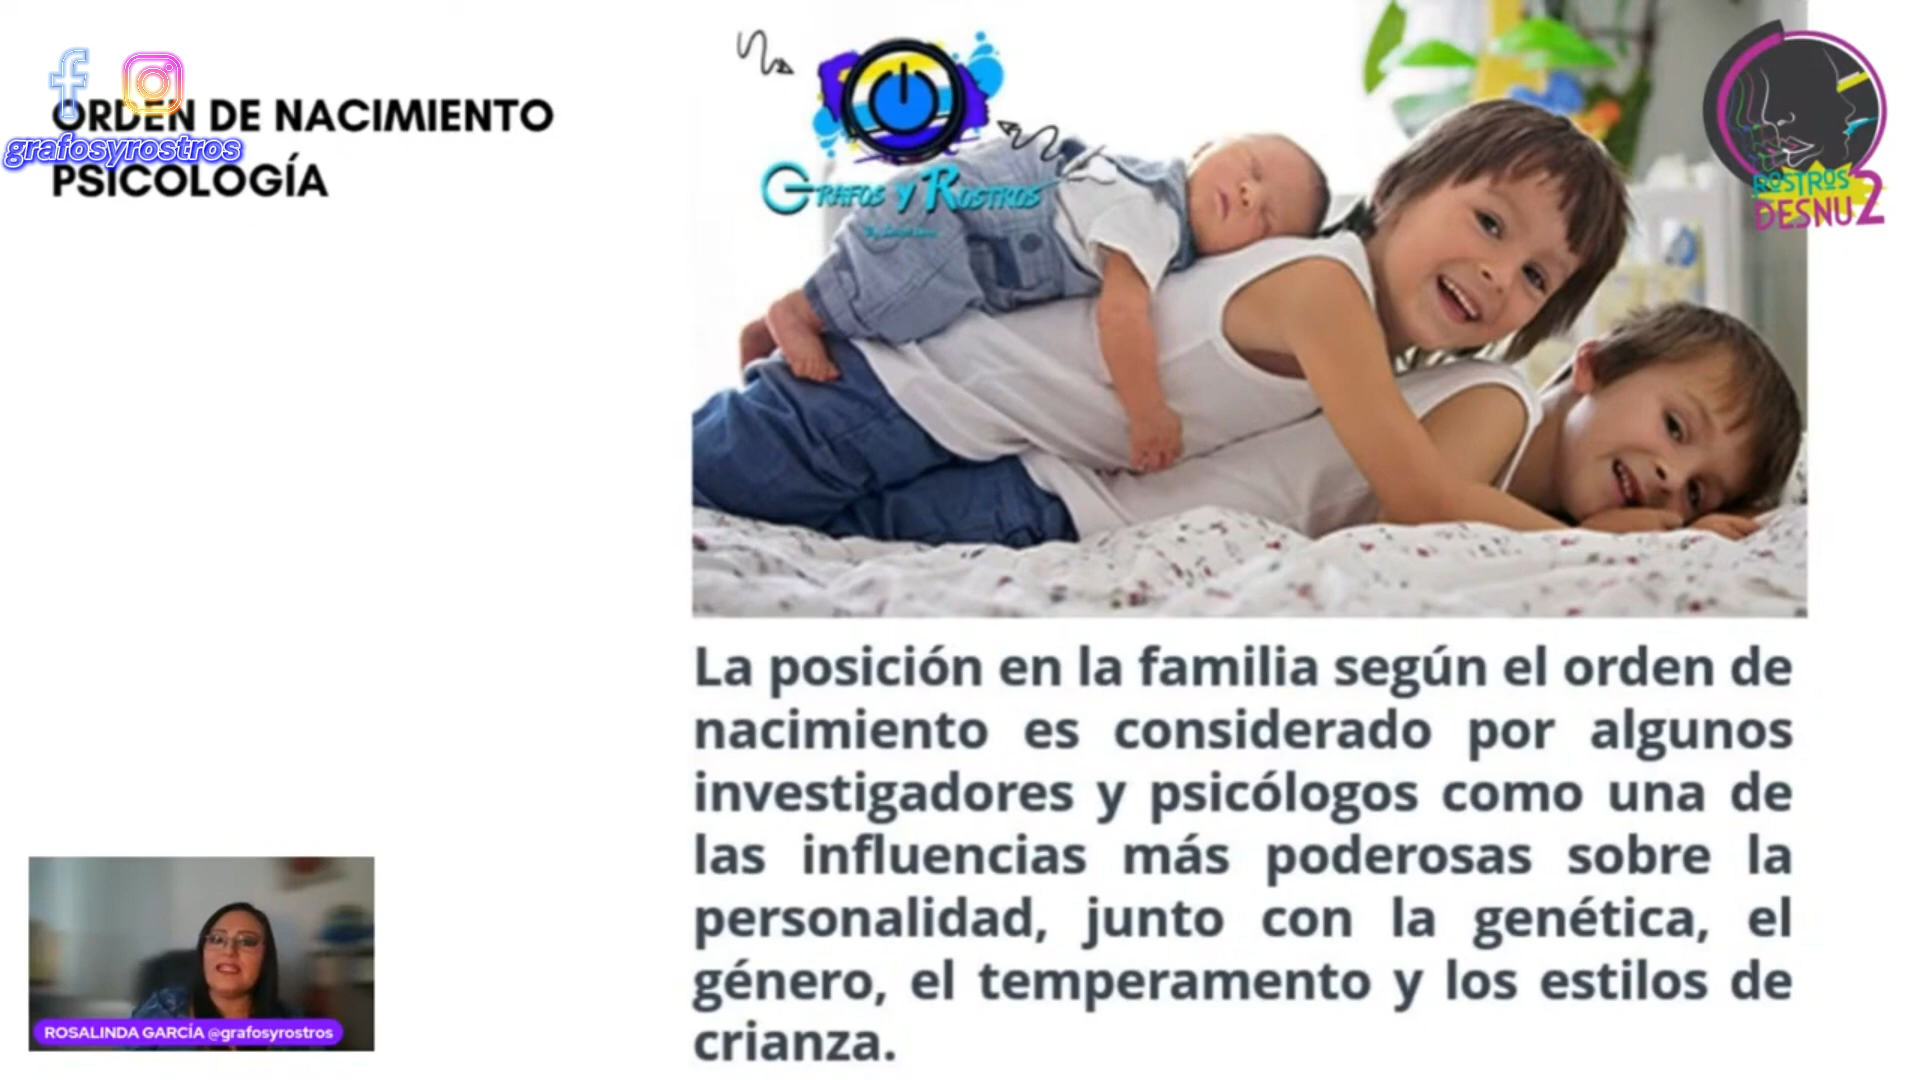 ORDEN DE NACIMIENTO
grafosyrostros
PSICOLOGÍA
GRAFOS Y ROSTROS
ROSTROS
DESNU2
La posición en la familia según el orden de
nacimiento es considerado por algunos
investigadores y psicólogos como una de
las influencias más poderosas sobre la
personalidad, junto con la genética, el
género, el temperamento y los estilos de
crianza.
ROSALINDA GARCÍA @grafosyrostros